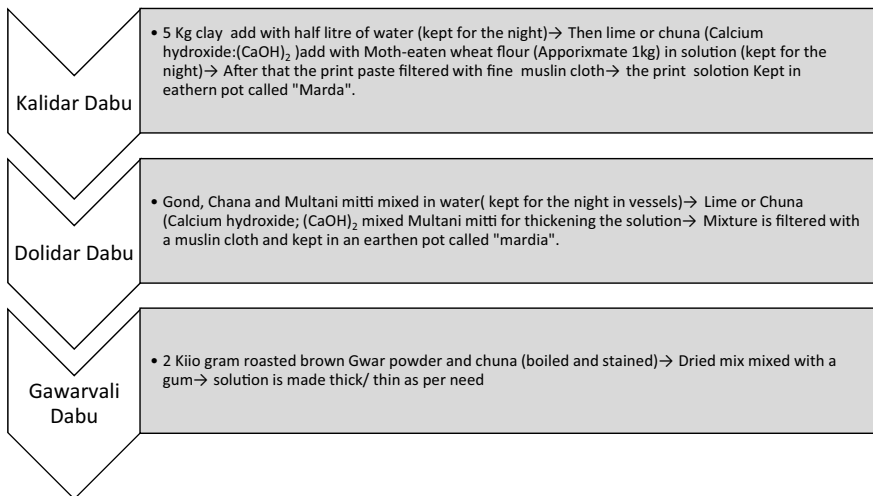 Kalidar Dabu
• 5 Kg clay add with half litre of water (kept for the night)→ Then lime or chuna (Calcium
hydroxide:(CaOH)₂ )add with Moth-eaten wheat flour (Apporixmate 1kg) in solution (kept for the
night)→ After that the print paste filtered with fine muslin cloth→ the print solotion Kept in
eathern pot called "Marda".
Dolidar Dabu
• Gond, Chana and Multani mitti mixed in water( kept for the night in vessels)→ Lime or Chuna
(Calcium hydroxide; (CaOH)₂ mixed Multani mitti for thickening the solution→ Mixture is filtered with
a muslin cloth and kept in an earthen pot called "mardia".
Gawarvali
Dabu
• 2 Kiio gram roasted brown Gwar powder and chuna (boiled and stained)→ Dried mix mixed with a
gum→ solution is made thick/ thin as per need